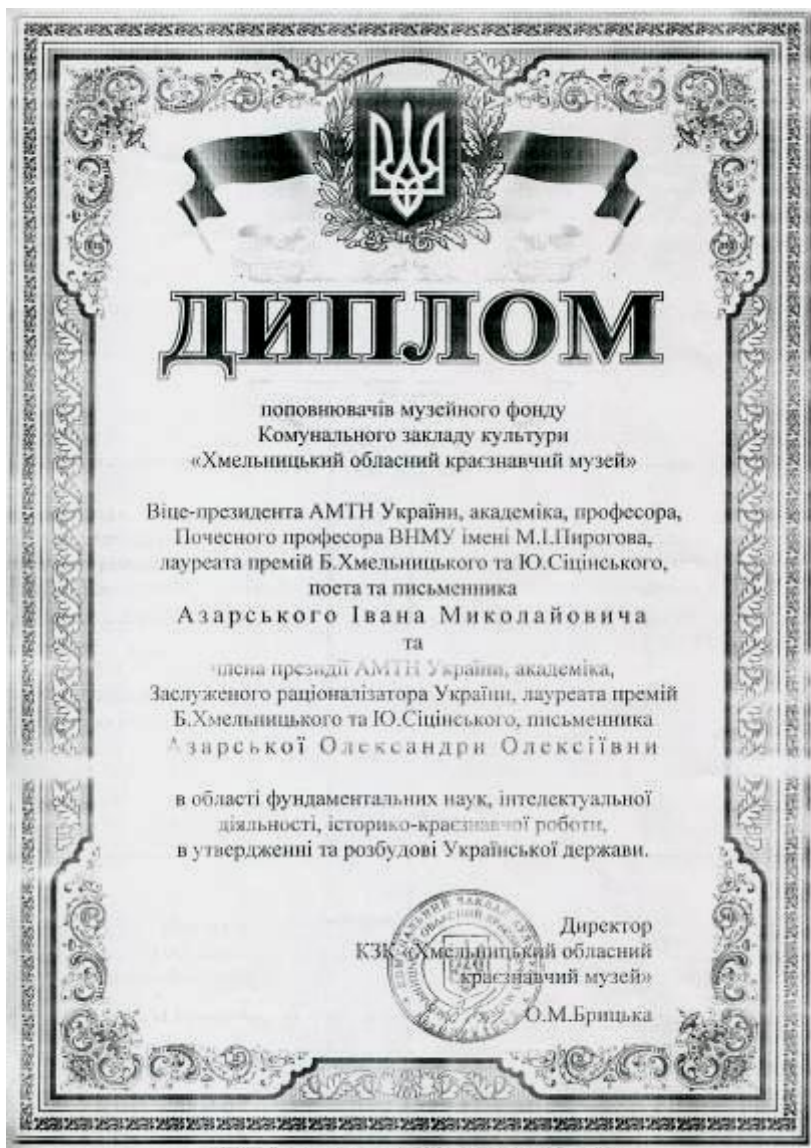 ДИПЛОМ
поповнювачів музейного фонду
Комунального закладу культури
«Хмельницький обласний краєзнавчий музей»
Віце-президента АМТН України, академіка, професора,
Почесного професора ВНМУ імені М.І.Пирогова,
лауреата премій Б.Хмельницького та Ю.Сіцінського,
поета та письменника
Азарського Івана Миколайовича
та
члена президії АМТН України, академіка,
Заслуженого раціоналізатора України, лауреата премій
Б.Хмельницького та Ю.Сіцінського, письменника
Азарської Олександри Олексіївни
в області фундаментальних наук, інтелектуальної
діяльності, історико-краєзнавчої роботи,
в утвердженні та розбудові Української держави.
Директор
КЗК «Хмельницький обласний
краєзнавчий музей»
О.М.Брицька